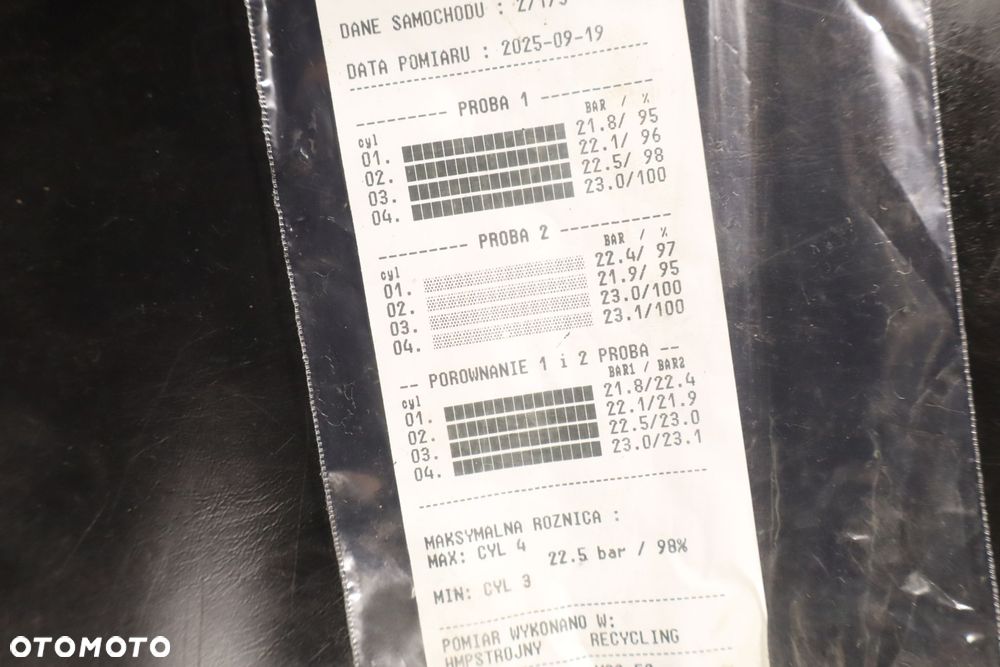 DANE SAMOCHODU :
DATA POMIARU : 2025-09-19
PROBA 1
cyl BAR / %
01. 21.8/ 95
02. 22.1/ 96
03. 22.5/ 98
04. 23.0/100
PROBA 2
cyl BAR / %
01. 22.4/ 97
02. 21.9/ 95
03. 23.0/100
04. 23.1/100
-- POROWNANIE 1 i 2 PROBA --
cyl BAR1 / BAR2
01. 21.8/22.4
02. 22.1/21.9
03. 22.5/23.0
04. 23.0/23.1
MAKSYMALNA ROZNICA :
MAX: CYL 4
22.5 bar / 98%
MIN: CYL 3
POMIAR WYKONANO W:
HMPSTROJNY RECYCLING
OTOMOTO